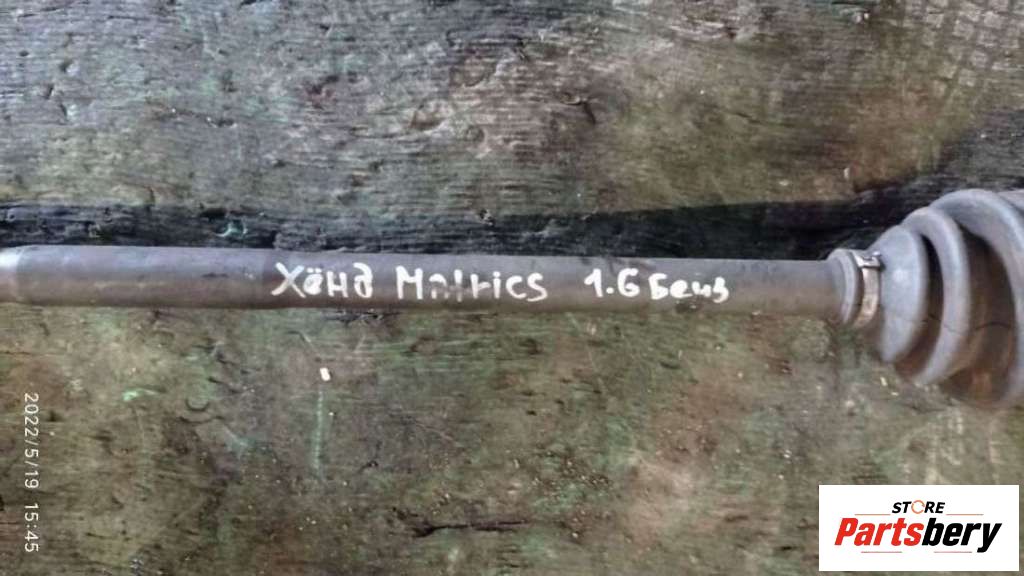 Хёнд Matrics 1.6 Бенз
2022/5/19 15:45
STORE
Partsbery